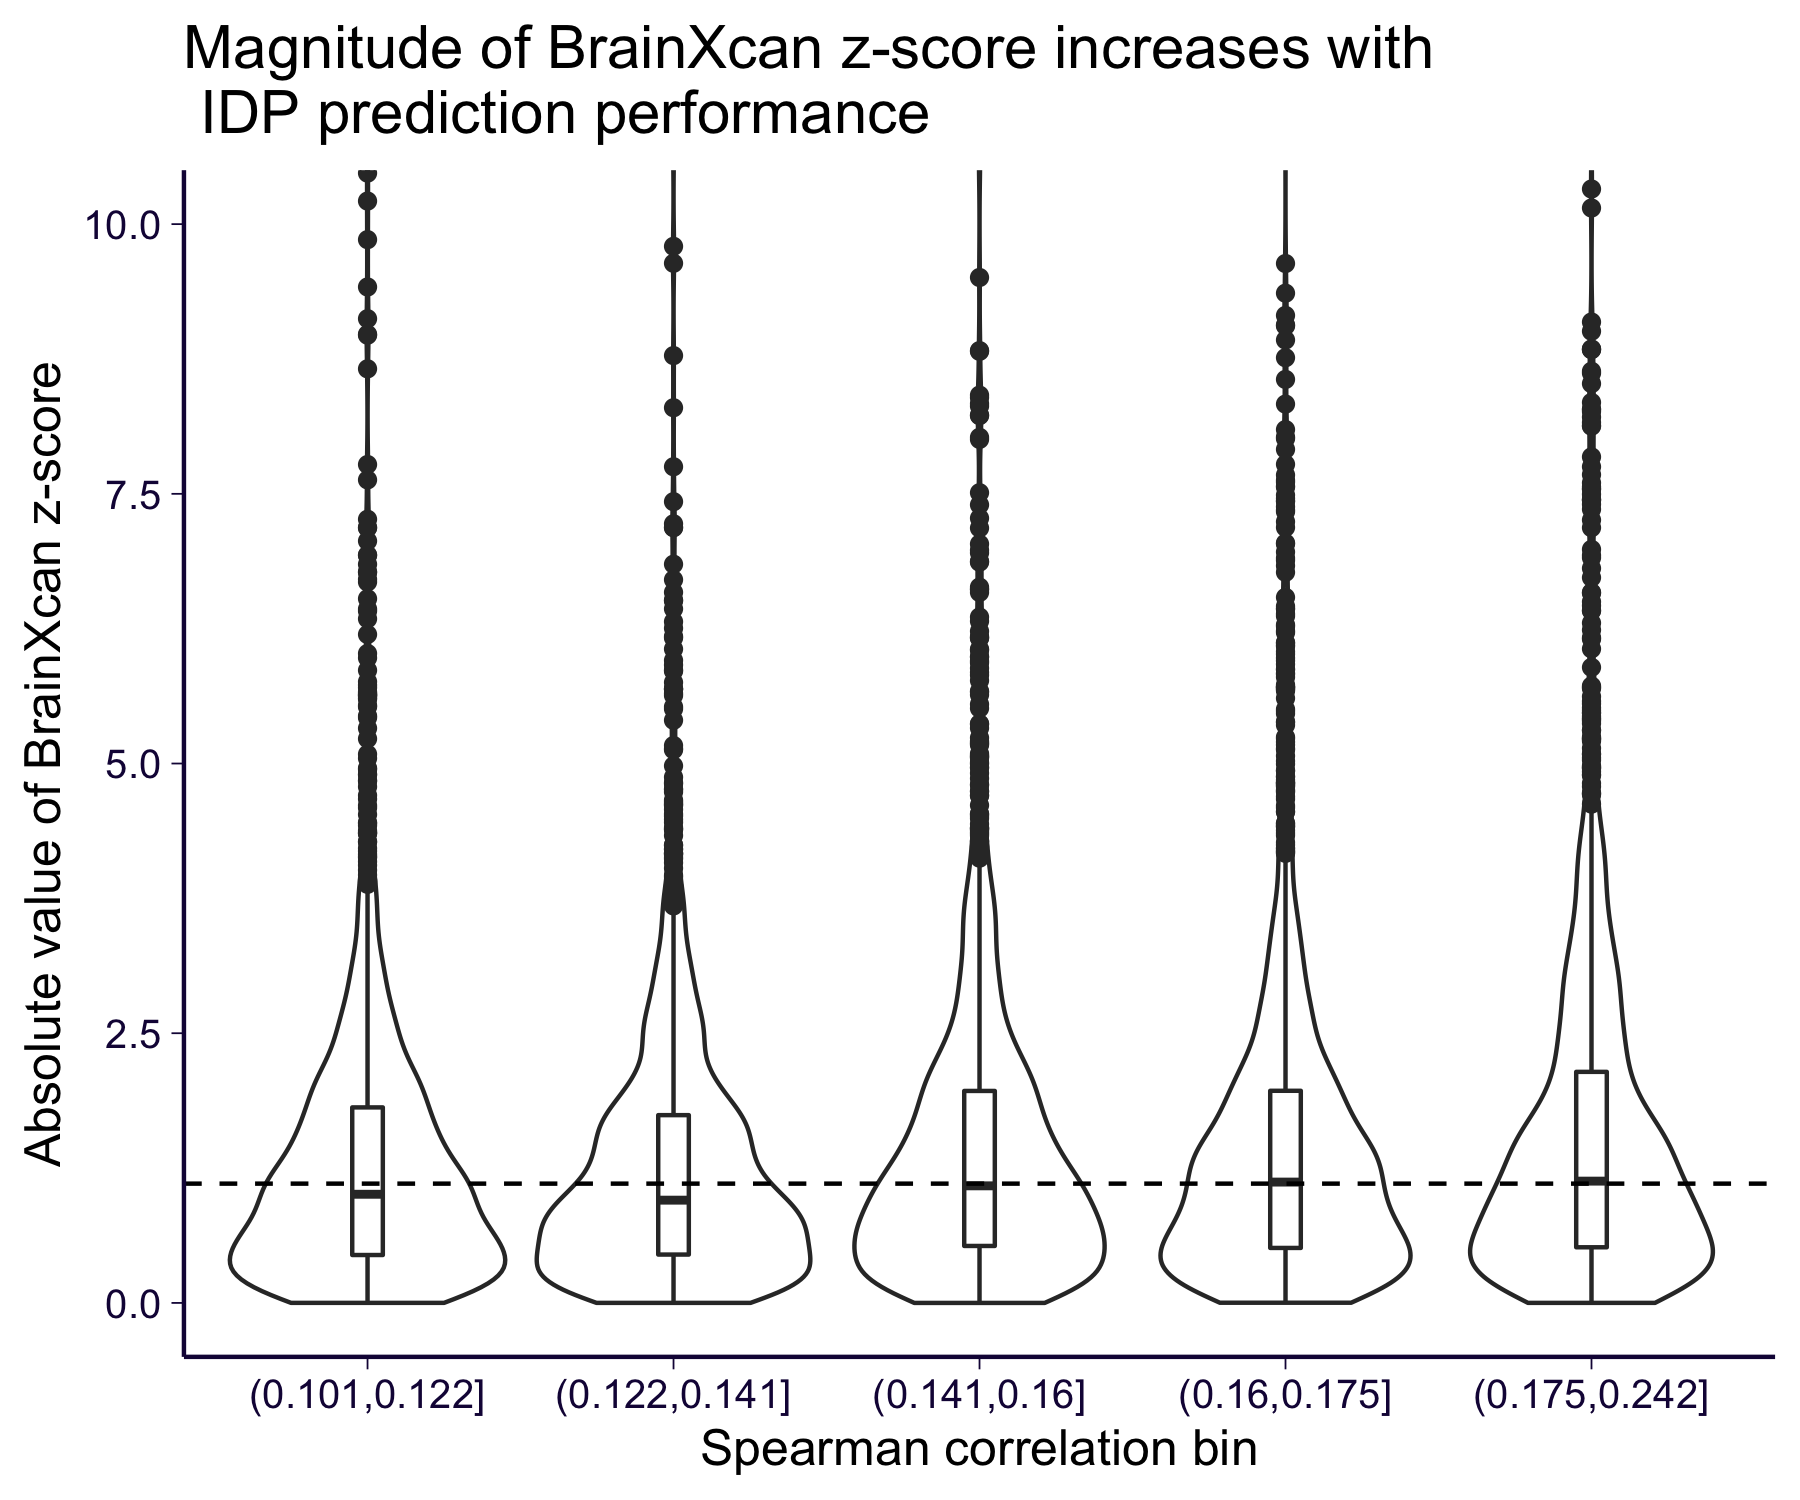 Magnitude of BrainXcan z-score increases with
IDP prediction performance
Absolute value of BrainXcan z-score
10.0
7.5
5.0
2.5
0.0
(0.101,0.122] (0.122,0.141] (0.141,0.16] (0.16,0.175] (0.175,0.242]
Spearman correlation bin